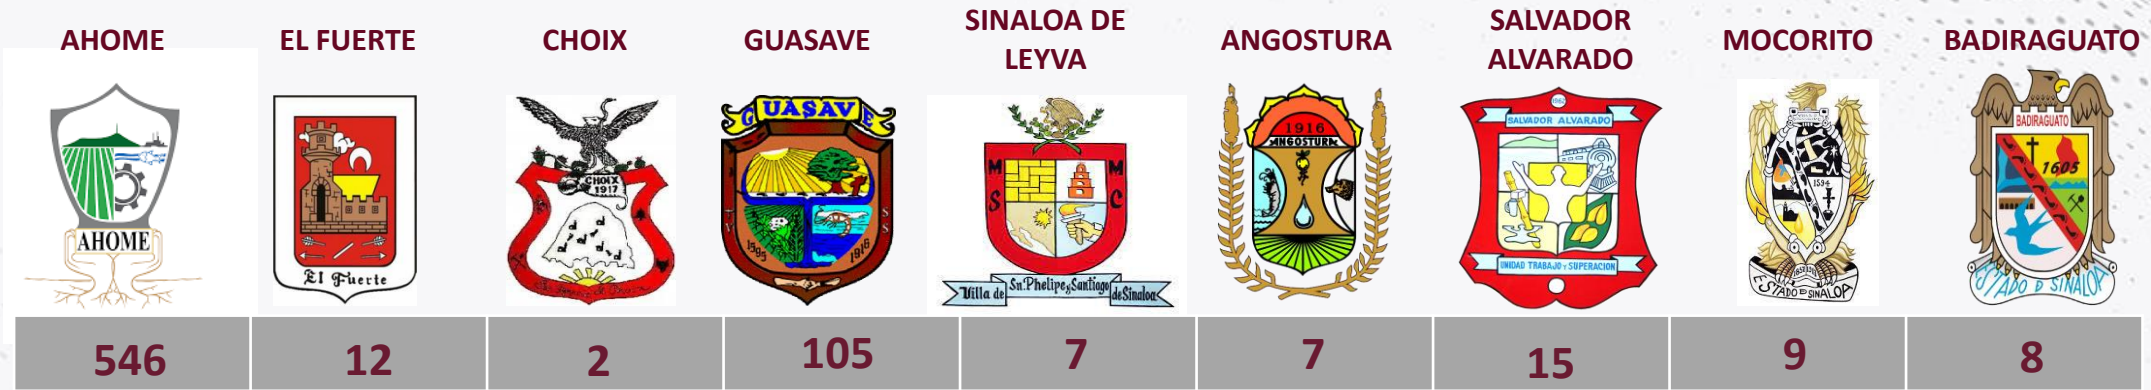 AHOME
EL FUERTE
CHOIX
GUASAVE
SINALOA DE
LEYVA
ANGOSTURA
SALVADOR
ALVARADO
MOCORITO
BADIRAGUATO
AHOME
El Fuerte
CHOIX
1917
GUASAVE
1595
1916
M
M
S
C
Villa de Sn. Phelipe y Santiago de Sinaloa
1916
ANGOSTURA
1962
SALVADOR ALVARADO
UNIDAD TRABAJO Y SUPERACION
1594
ESTADO D SINALOA
BADIRAGUATO
1605
ESTADO D SINALOA
546
12
2
105
7
7
15
9
8